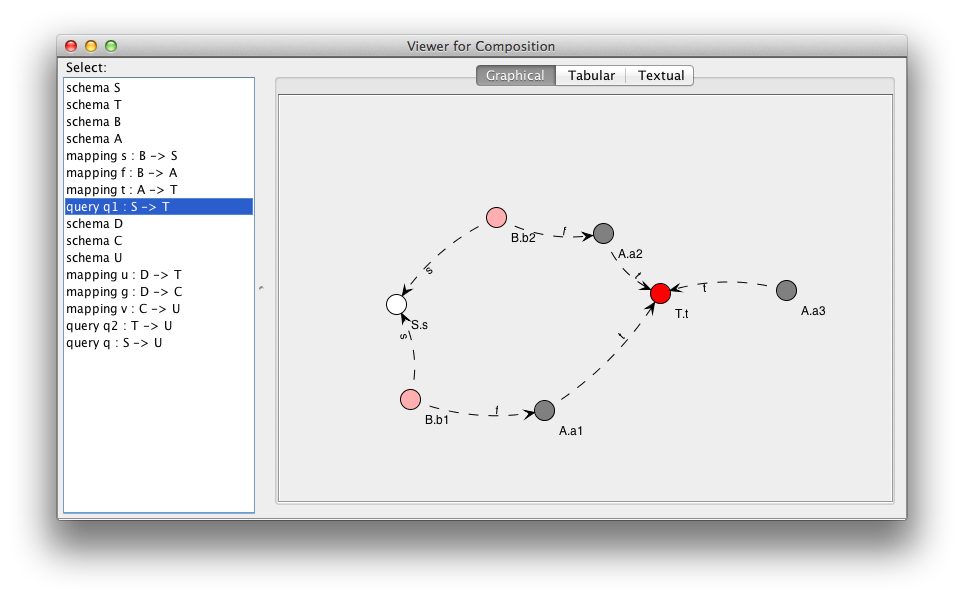 Viewer for Composition
Select:
Graphical Tabular Textual
schema S
schema T
schema B
schema A
mapping s : B -> S
mapping f : B -> A
mapping t : A -> T
query q1 : S -> T
schema D
schema C
schema U
mapping u : D -> T
mapping g : D -> C
mapping v : C -> U
query q2 : T -> U
query q : S -> U
B.b2
f
A.a2
s
t
T.t
t
A.a3
S.s
s
t
B.b1
f
A.a1